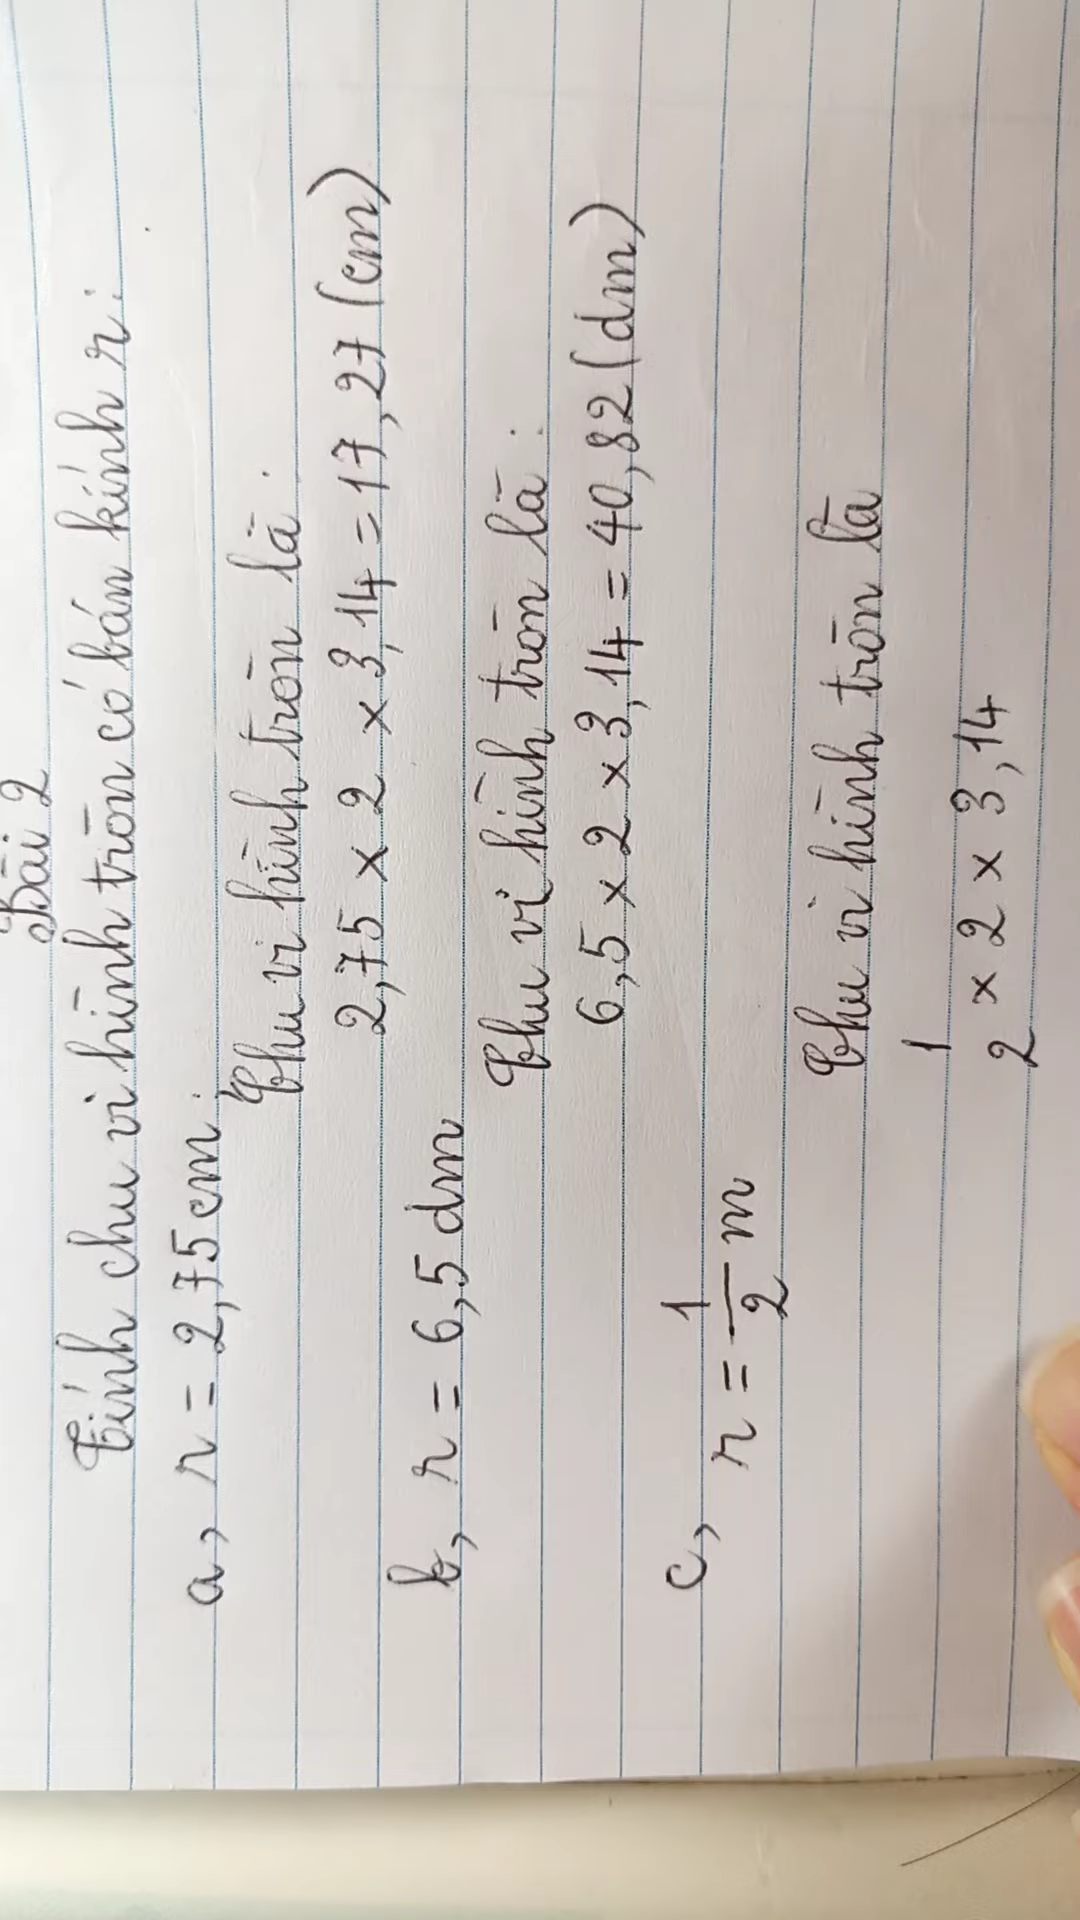 Bài 2
Tính chu vi hình tròn có bán kính r:
a, r = 2,75cm.
Chu vi hình tròn là:
2,75 x 2 x 3,14 = 17,27 (cm)
b, r = 6,5 dm
Chu vi hình tròn là:
6,5 x 2 x 3,14 = 40,82 (dm)
c, r = 1/2 m
Chu vi hình tròn là
1
2 x 2 x 3,14